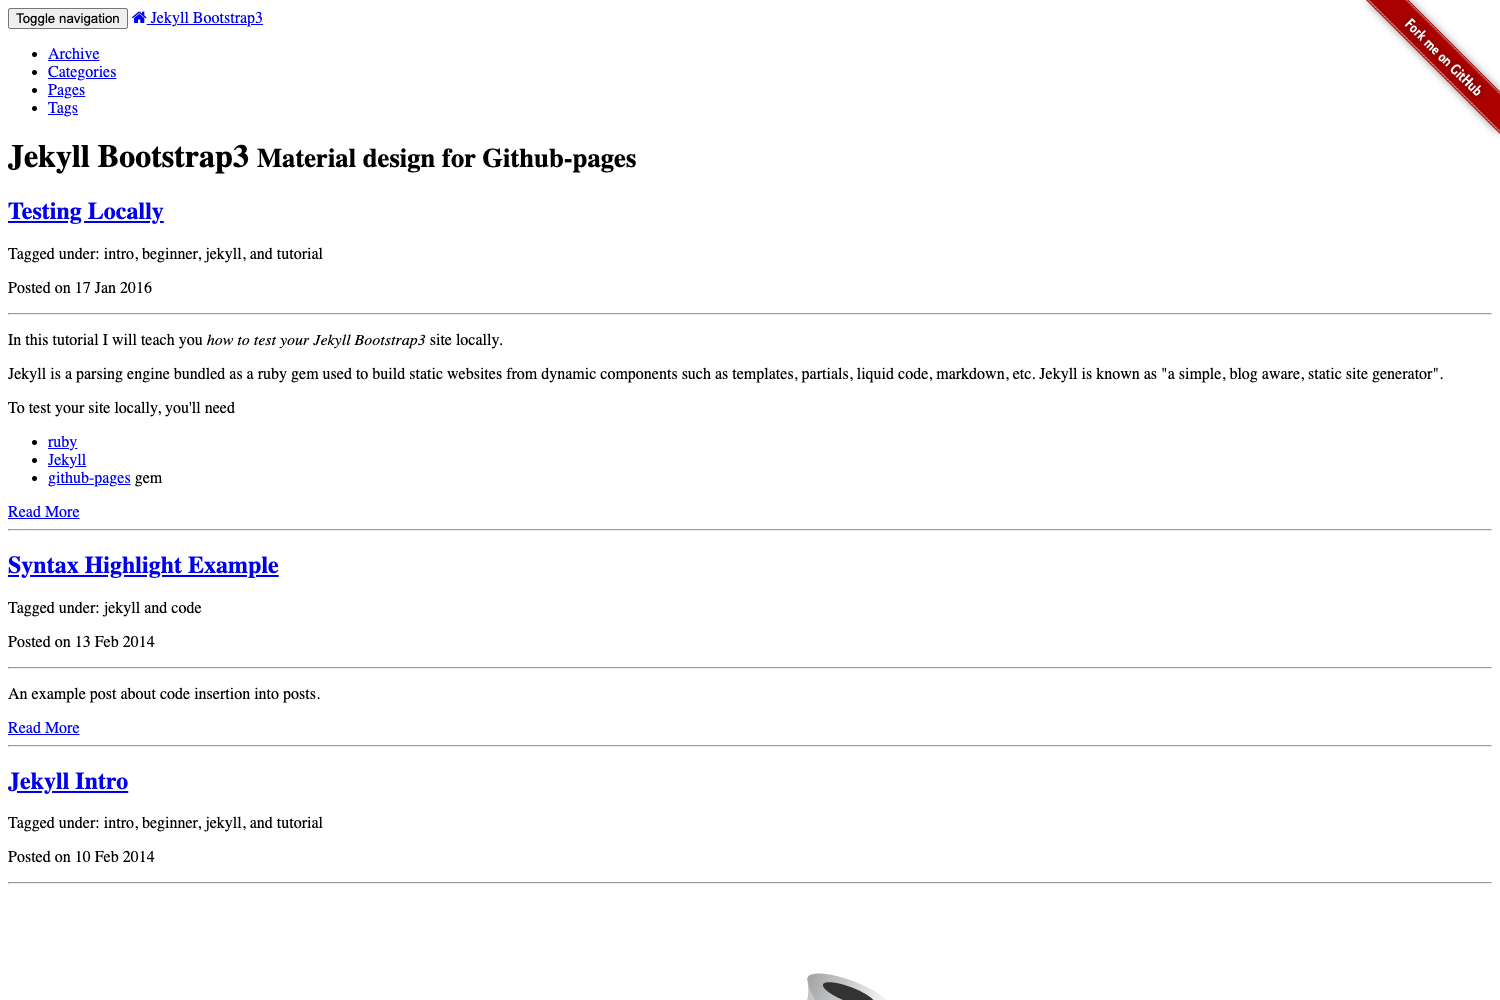 Toggle navigation Jekyll Bootstrap3
Fork me on GitHub
Archive
Categories
Pages
Tags
Jekyll Bootstrap3 Material design for Github-pages
Testing Locally
Tagged under: intro, beginner, jekyll, and tutorial
Posted on 17 Jan 2016
In this tutorial I will teach you how to test your Jekyll Bootstrap3 site locally.
Jekyll is a parsing engine bundled as a ruby gem used to build static websites from dynamic components such as templates, partials, liquid code, markdown, etc. Jekyll is known as "a simple, blog aware, static site generator".
To test your site locally, you'll need
ruby
Jekyll
github-pages gem
Read More
Syntax Highlight Example
Tagged under: jekyll and code
Posted on 13 Feb 2014
An example post about code insertion into posts.
Read More
Jekyll Intro
Tagged under: intro, beginner, jekyll, and tutorial
Posted on 10 Feb 2014